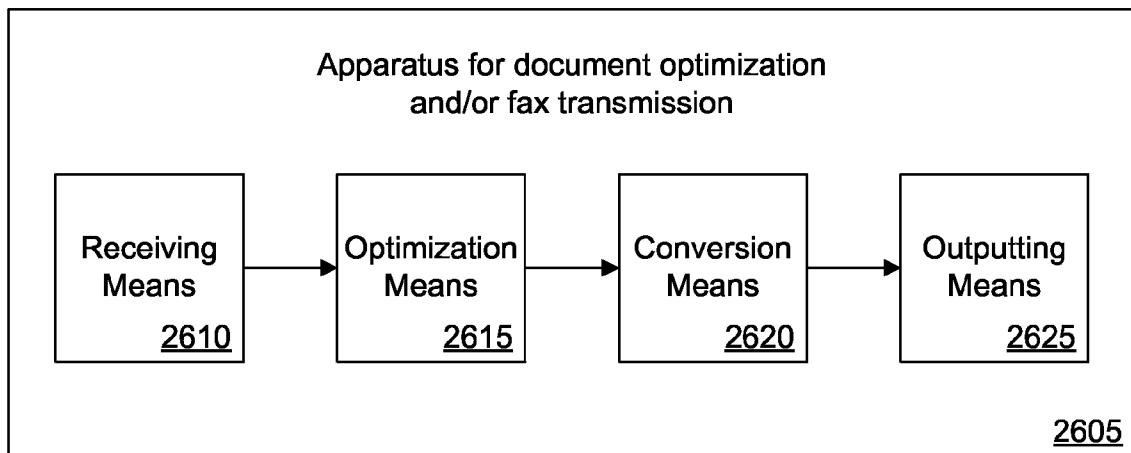 Apparatus for document optimization
and/or fax transmission
Receiving
Means
2610
Optimization
Means
2615
Conversion
Means
2620
Outputting
Means
2625
2605